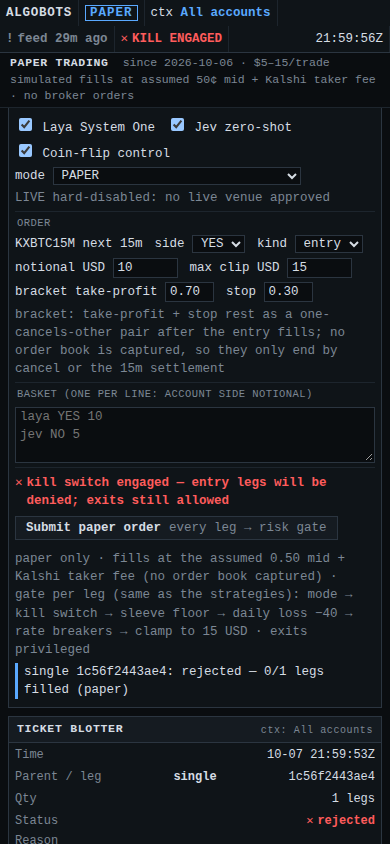 ALGOBOTS PAPER ctx All accounts
! feed 29m ago × KILL ENGAGED 21:59:56Z
PAPER TRADING since 2026-10-06 · $5–15/trade
simulated fills at assumed 50¢ mid + Kalshi taker fee
· no broker orders
Laya System One Jev zero-shot
Coin-flip control
mode PAPER
LIVE hard-disabled: no live venue approved
ORDER
KXBTC15M next 15m side YES kind entry
notional USD 10 max clip USD 15
bracket take-profit 0.70 stop 0.30
bracket: take-profit + stop rest as a one-
cancels-other pair after the entry fills; no
order book is captured, so they only end by
cancel or the 15m settlement
BASKET (ONE PER LINE: ACCOUNT SIDE NOTIONAL)
laya YES 10
jev NO 5
× kill switch engaged — entry legs will be
denied; exits still allowed
Submit paper order every leg → risk gate
paper only · fills at the assumed 0.50 mid +
Kalshi taker fee (no order book captured) ·
gate per leg (same as the strategies): mode →
kill switch → sleeve floor → daily loss −40 →
rate breakers → clamp to 15 USD · exits
privileged
single 1c56f2443ae4: rejected — 0/1 legs
filled (paper)
TICKET BLOTTER ctx: All accounts
Time 10-07 21:59:53Z
Parent / leg single 1c56f2443ae4
Qty 1 legs
Status × rejected
Reason